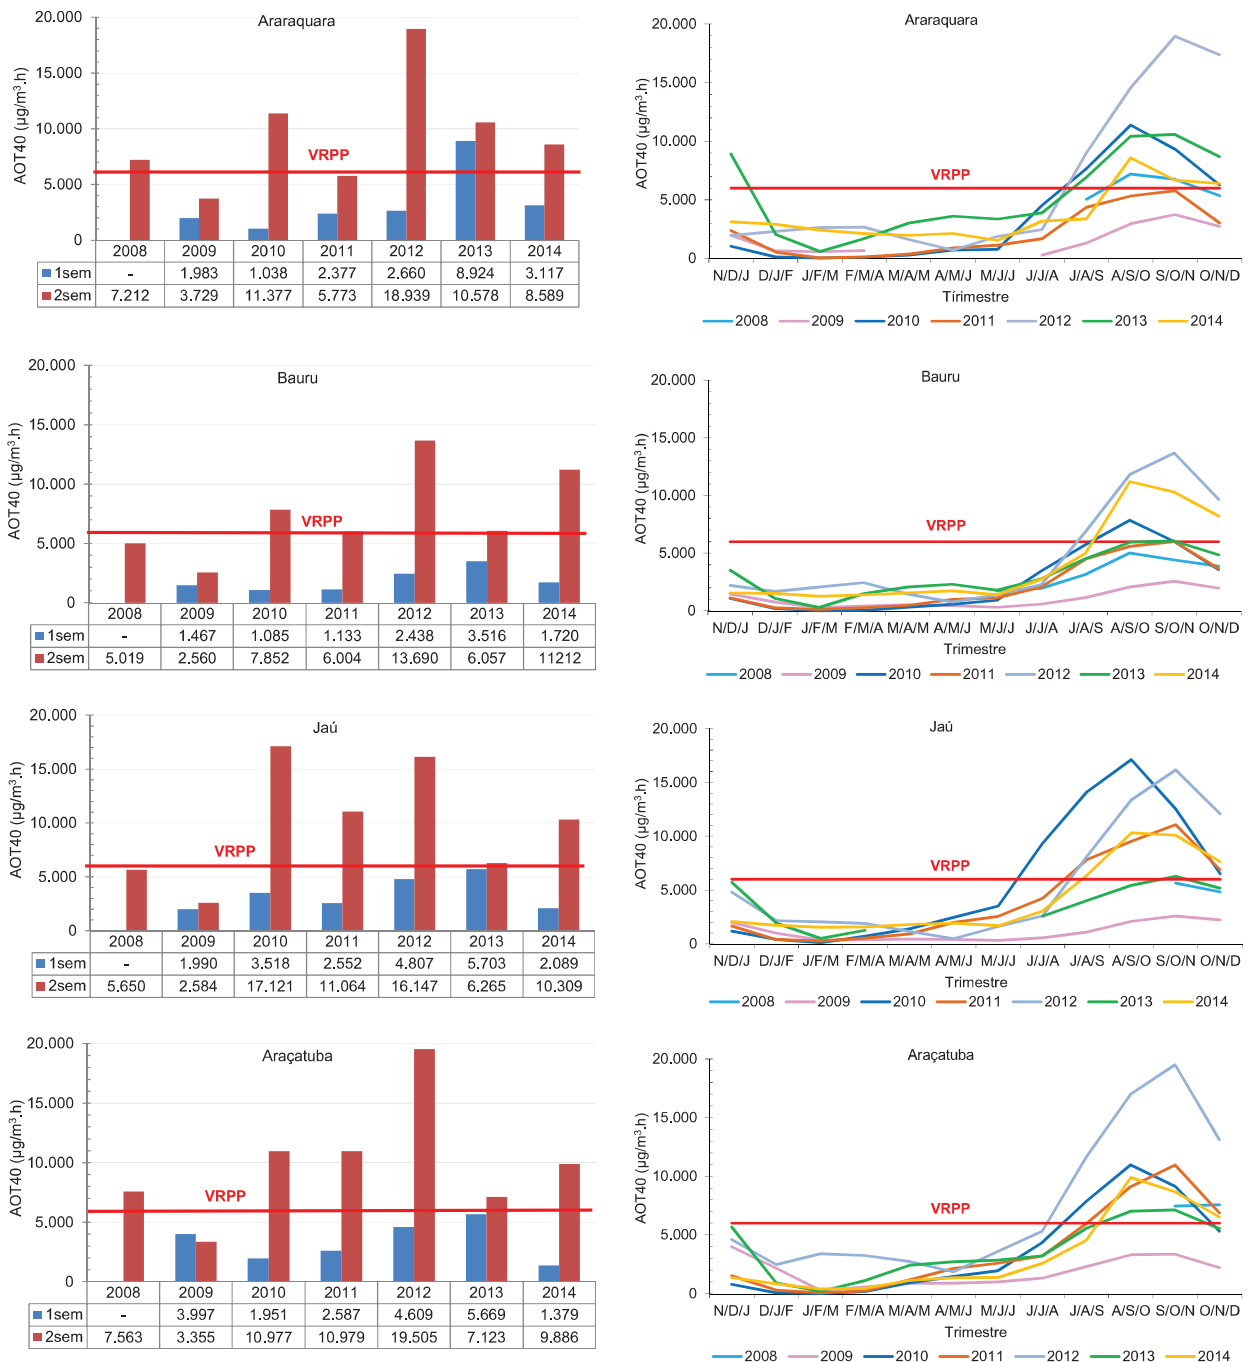 Araraquara
AOT40 (µg/m³.h)
20.000
15.000
10.000
5.000
0
VRPP
2008 2009 2010 2011 2012 2013 2014
1sem - 1.983 1.038 2.377 2.660 8.924 3.117
2sem 7.212 3.729 11.377 5.773 18.939 10.578 8.589
Araraquara
AOT40 (µg/m³.h)
20.000
15.000
10.000
5.000
0
VRPP
N/D/J D/J/F J/F/M F/M/A M/A/M A/M/J M/J/J J/J/A J/A/S A/S/O S/O/N O/N/D
Tírimestre
2008 2009 2010 2011 2012 2013 2014
Bauru
AOT40 (µg/m³.h)
20.000
15.000
10.000
5.000
0
VRPP
2008 2009 2010 2011 2012 2013 2014
1sem - 1.467 1.085 1.133 2.438 3.516 1.720
2sem 5.019 2.560 7.852 6.004 13.690 6.057 11212
Bauru
AOT40 (µg/m³.h)
20.000
15.000
10.000
5.000
0
VRPP
N/D/J D/J/F J/F/M F/M/A M/A/M A/M/J M/J/J J/J/A J/A/S A/S/O S/O/N O/N/D
Trimestre
2008 2009 2010 2011 2012 2013 2014
Jaú
AOT40 (µg/m³.h)
20.000
15.000
10.000
5.000
0
VRPP
2008 2009 2010 2011 2012 2013 2014
1sem - 1.990 3.518 2.552 4.807 5.703 2.089
2sem 5.650 2.584 17.121 11.064 16.147 6.265 10.309
Jaú
AOT40 (µg/m³.h)
20.000
15.000
10.000
5.000
0
VRPP
N/D/J D/J/F J/F/M F/M/A M/A/M A/M/J M/J/J J/J/A J/A/S A/S/O S/O/N O/N/D
Trimestre
2008 2009 2010 2011 2012 2013 2014
Araçatuba
AOT40 (µg/m³.h)
20.000
15.000
10.000
5.000
0
VRPP
2008 2009 2010 2011 2012 2013 2014
1sem - 3.997 1.951 2.587 4.609 5.669 1.379
2sem 7.563 3.355 10.977 10.979 19.505 7.123 9.886
Araçatuba
AOT40 (µg/m³.h)
20.000
15.000
10.000
5.000
0
VRPP
N/D/J D/J/F J/F/M F/M/A M/A/M A/M/J M/J/J J/J/A J/A/S A/S/O S/O/N O/N/D
Trimestre
2008 2009 2010 2011 2012 2013 2014